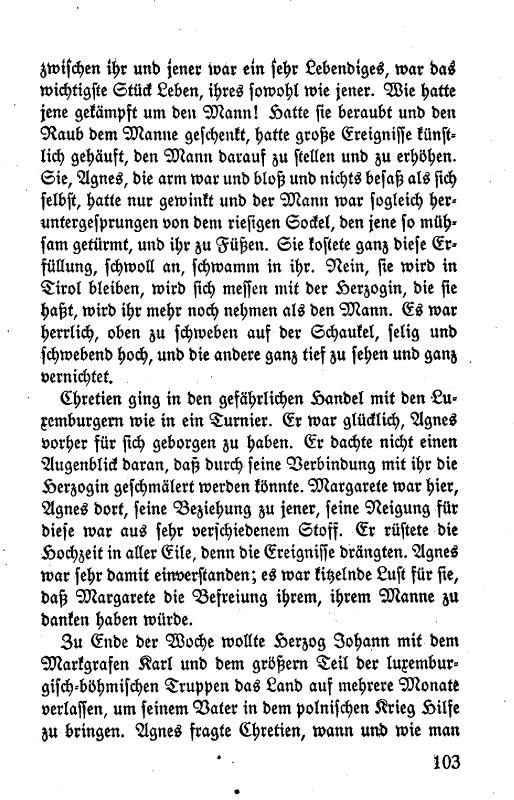 zwischen ihr und jener war ein sehr Lebendiges, war das
wichtigste Stück Leben, ihres sowohl wie jener. Wie hatte
jene gekämpft um den Mann! Hatte sie beraubt und den
Raub dem Manne geschenkt, hatte große Ereignisse künst-
lich gehäuft, den Mann darauf zu stellen und zu erhöhen.
Sie, Agnes, die arm war und bloß und nichts besaß als sich
selbst, hatte nur gewinkt und der Mann war sogleich her-
untergesprungen von dem riesigen Sockel, den jene so müh-
sam getürmt, und ihr zu Füßen. Sie kostete ganz diese Er-
füllung, schwoll an, schwamm in ihr. Nein, sie wird in
Tirol bleiben, wird sich messen mit der Herzogin, die sie
haßt, wird ihr mehr noch nehmen als den Mann. Es war
herrlich, oben zu schweben auf der Schaukel, selig und
schwebend hoch, und die andere ganz tief zu sehen und ganz
vernichtet.
Chretien ging in den gefährlichen Handel mit den Lu-
xemburgern wie in ein Turnier. Er war glücklich, Agnes
vorher für sich geborgen zu haben. Er dachte nicht einen
Augenblick daran, daß durch seine Verbindung mit ihr die
Herzogin geschmälert werden könnte. Margarete war hier,
Agnes dort, seine Beziehung zu jener, seine Neigung für
diese war aus sehr verschiedenem Stoff. Er rüstete die
Hochzeit in aller Eile, denn die Ereignisse drängten. Agnes
war sehr damit einverstanden; es war kitzelnde Lust für sie,
daß Margarete die Befreiung ihrem, ihrem Manne zu
danken haben würde.
Zu Ende der Woche wollte Herzog Johann mit dem
Markgrafen Karl und dem größern Teil der luxembur-
gisch-böhmischen Truppen das Land auf mehrere Monate
verlassen, um seinem Vater in dem polnischen Krieg Hilfe
zu bringen. Agnes fragte Chretien, wann und wie man
103